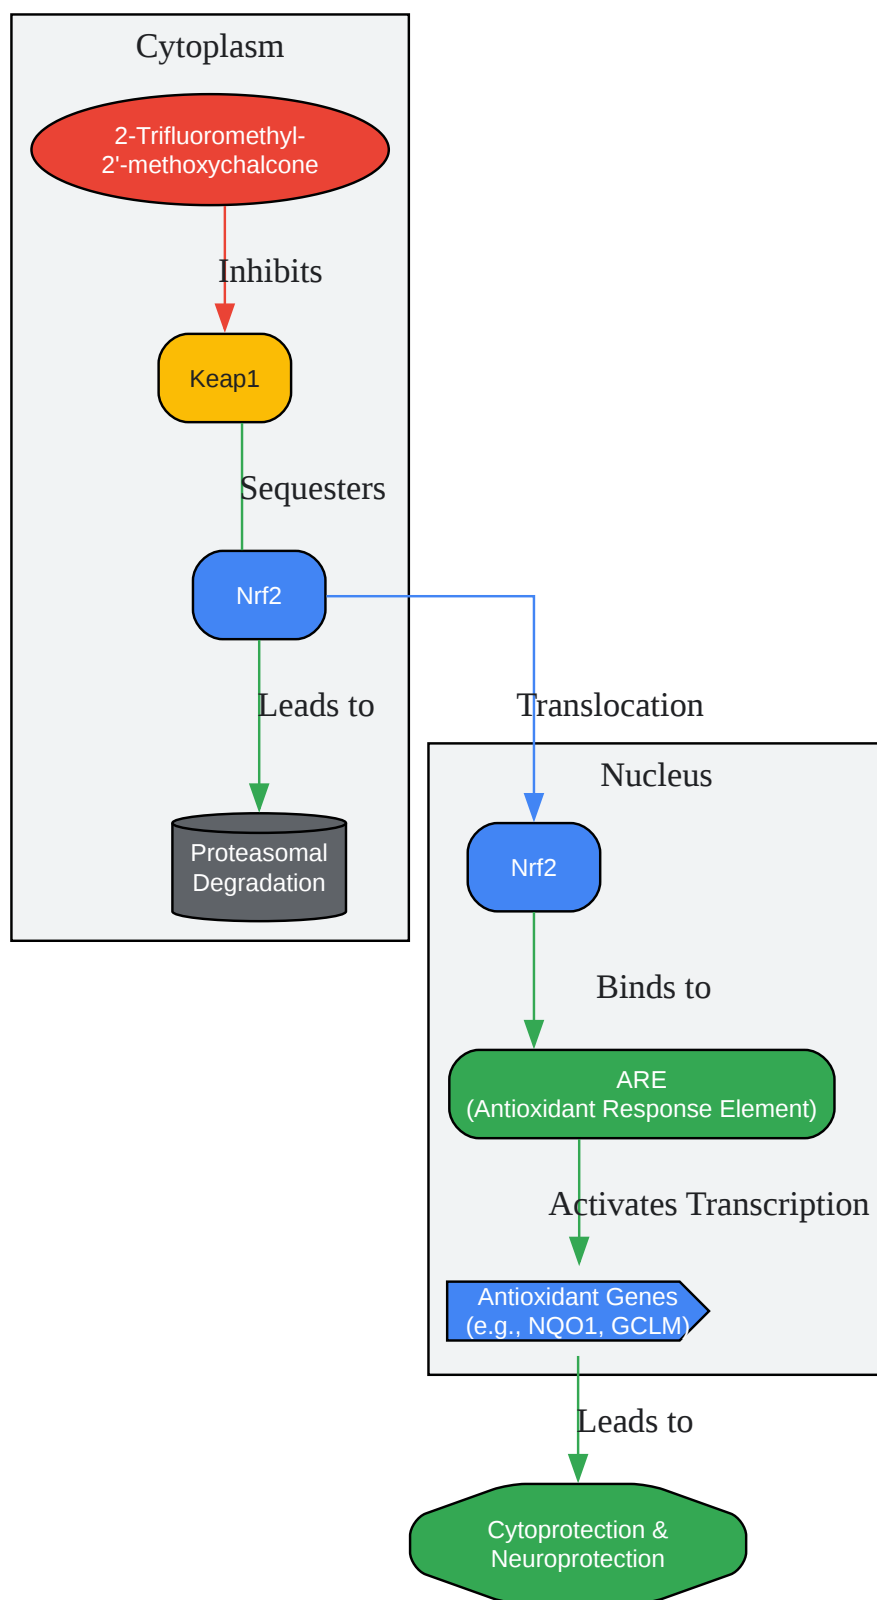 Cytoplasm
2-Trifluoromethyl-
2'-methoxychalcone
Inhibits
Keap1
Sequesters
Nrf2
Leads to
Translocation
Proteasomal
Degradation
Nucleus
Nrf2
Binds to
ARE
(Antioxidant Response Element)
Activates Transcription
Antioxidant Genes
(e.g., NQO1, GCLM)
Leads to
Cytoprotection &
Neuroprotection